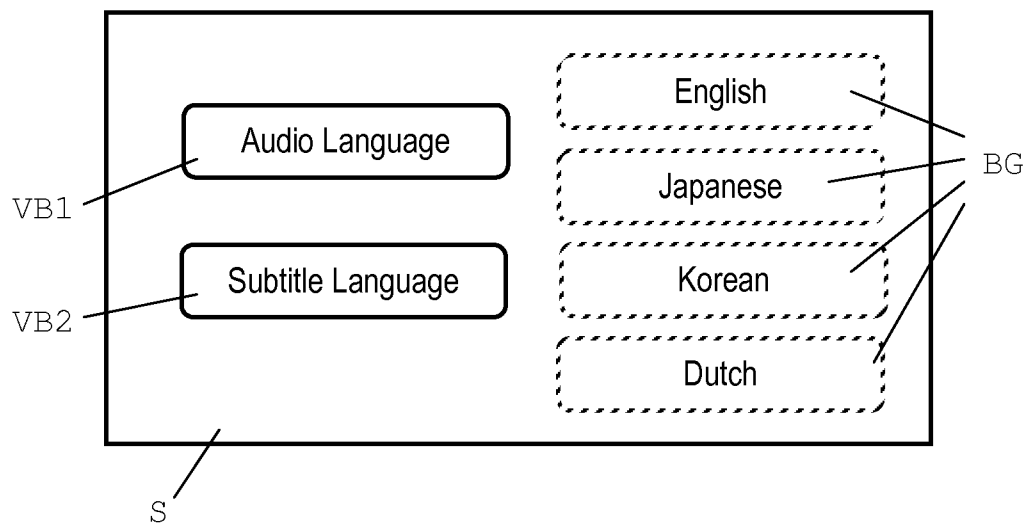 English
Audio Language
Japanese
BG
VB1
Subtitle Language
Korean
VB2
Dutch
S